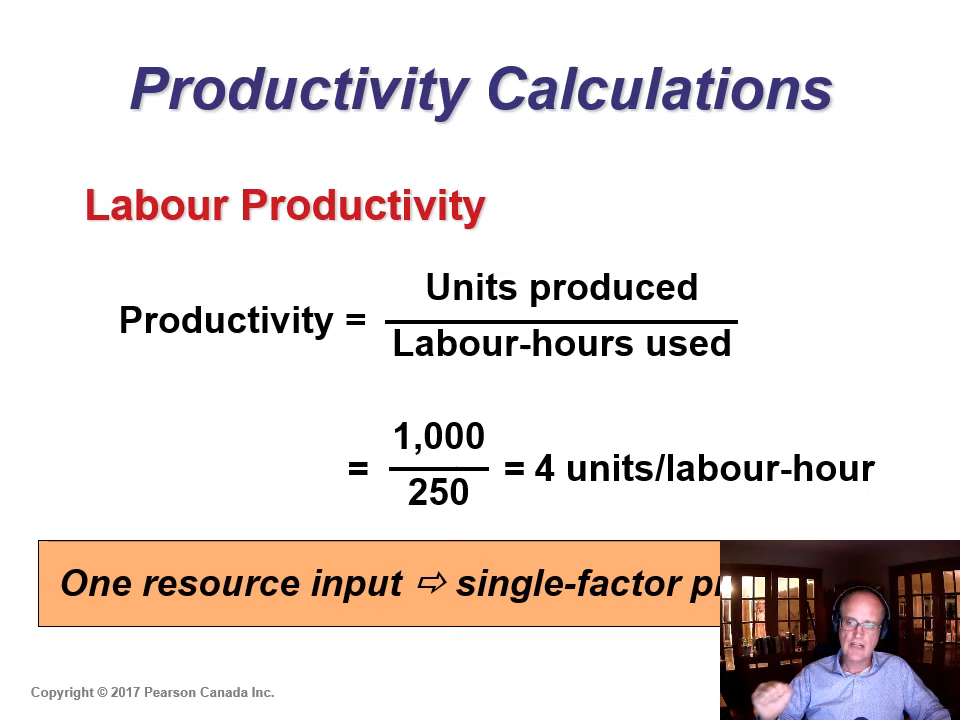 Productivity Calculations
Labour Productivity
Units produced
Productivity =
Labour-hours used
1,000
= = 4 units/labour-hour
250
One resource input ⇨ single-factor
Copyright © 2017 Pearson Canada Inc.